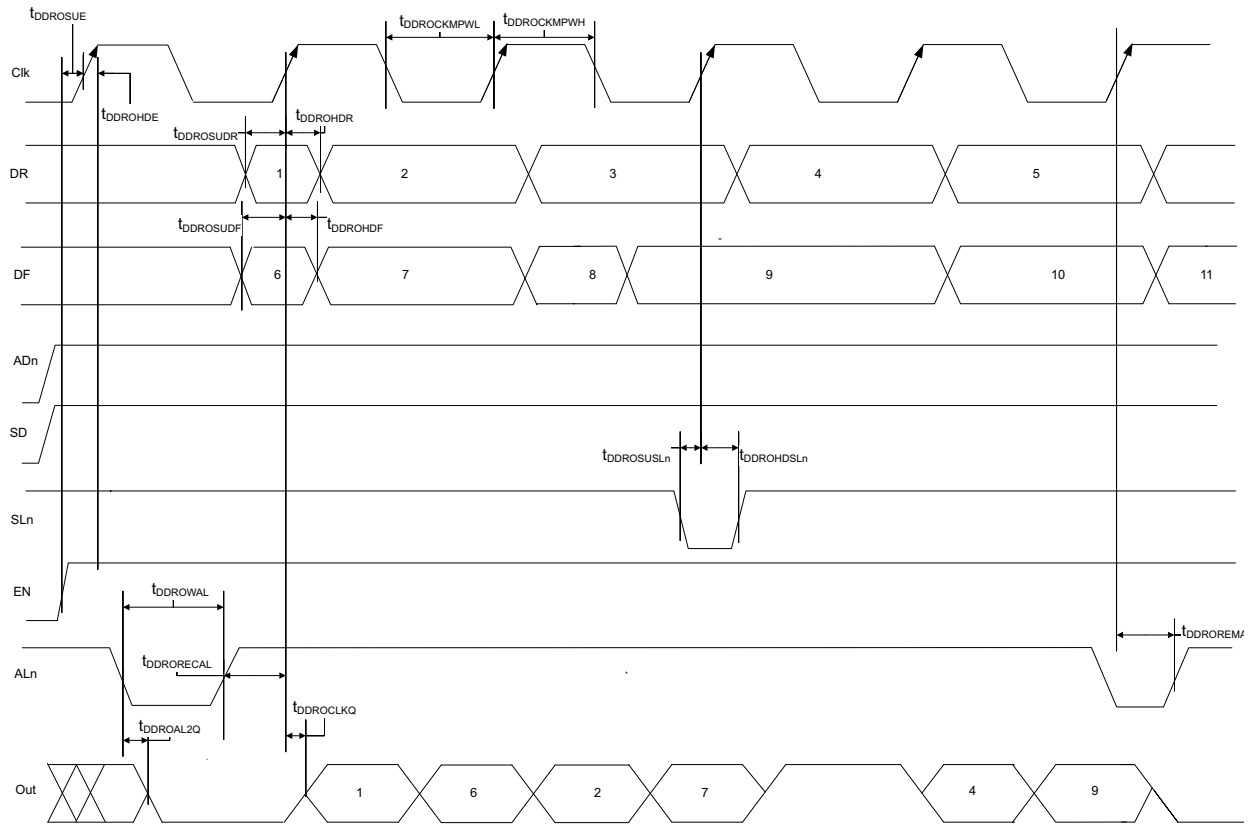 tDDROSUE
tDDROCKMPWL
tDDROCKMPWH
Clk
tDDROHDE
tDDROSUDR
tDDROHDR
DR
1
2
3
4
5
tDDROSUDF
tDDROHDF
DF
6
7
8
9
10
11
ADn
SD
tDDROSUSLn
tDDROHDSLn
SLn
EN
tDDROWAL
tDDROREMA
tDDRORECAL
ALn
tDDROCLKQ
tDDROAL2Q
Out
1
6
2
7
4
9